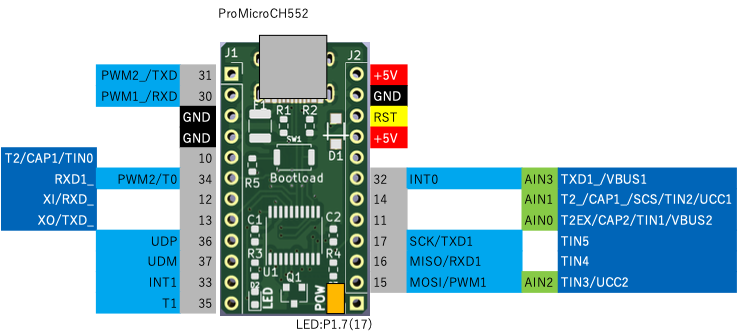 ProMicroCH552
J1
J2
PWM2_/TXD 31
+5V
PWM1_/RXD 30
GND
GND
F1
R1
R2
RST
GND
SW1
D1
+5V
T2/CAP1/TIN0
10
RXD1_ PWM2/T0 34
R5
Bootload
32 INT0 AIN3 TXD1_/VBUS1
XI/RXD_ 12
14 AIN1 T2_/CAP1_/SCS/TIN2/UCC1
XO/TXD_ 13
C1
C2
11 AIN0 T2EX/CAP2/TIN1/VBUS2
UDP 36
17 SCK/TXD1 TIN5
UDM 37
R3
U1
R4
16 MISO/RXD1 TIN4
INT1 33
Q1
15 MOSI/PWM1 AIN2 TIN3/UCC2
T1 35
LED
POW
LED:P1.7(17)